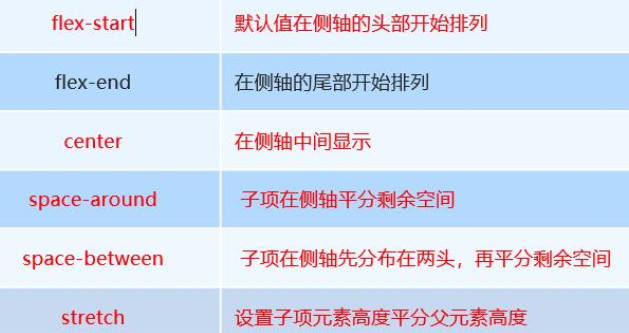 flex-start 默认值在侧轴的头部开始排列
flex-end 在侧轴的尾部开始排列
center 在侧轴中间显示
space-around 子项在侧轴平分剩余空间
space-between 子项在侧轴先分布在两头，再平分剩余空间
stretch 设置子项元素高度平分父元素高度